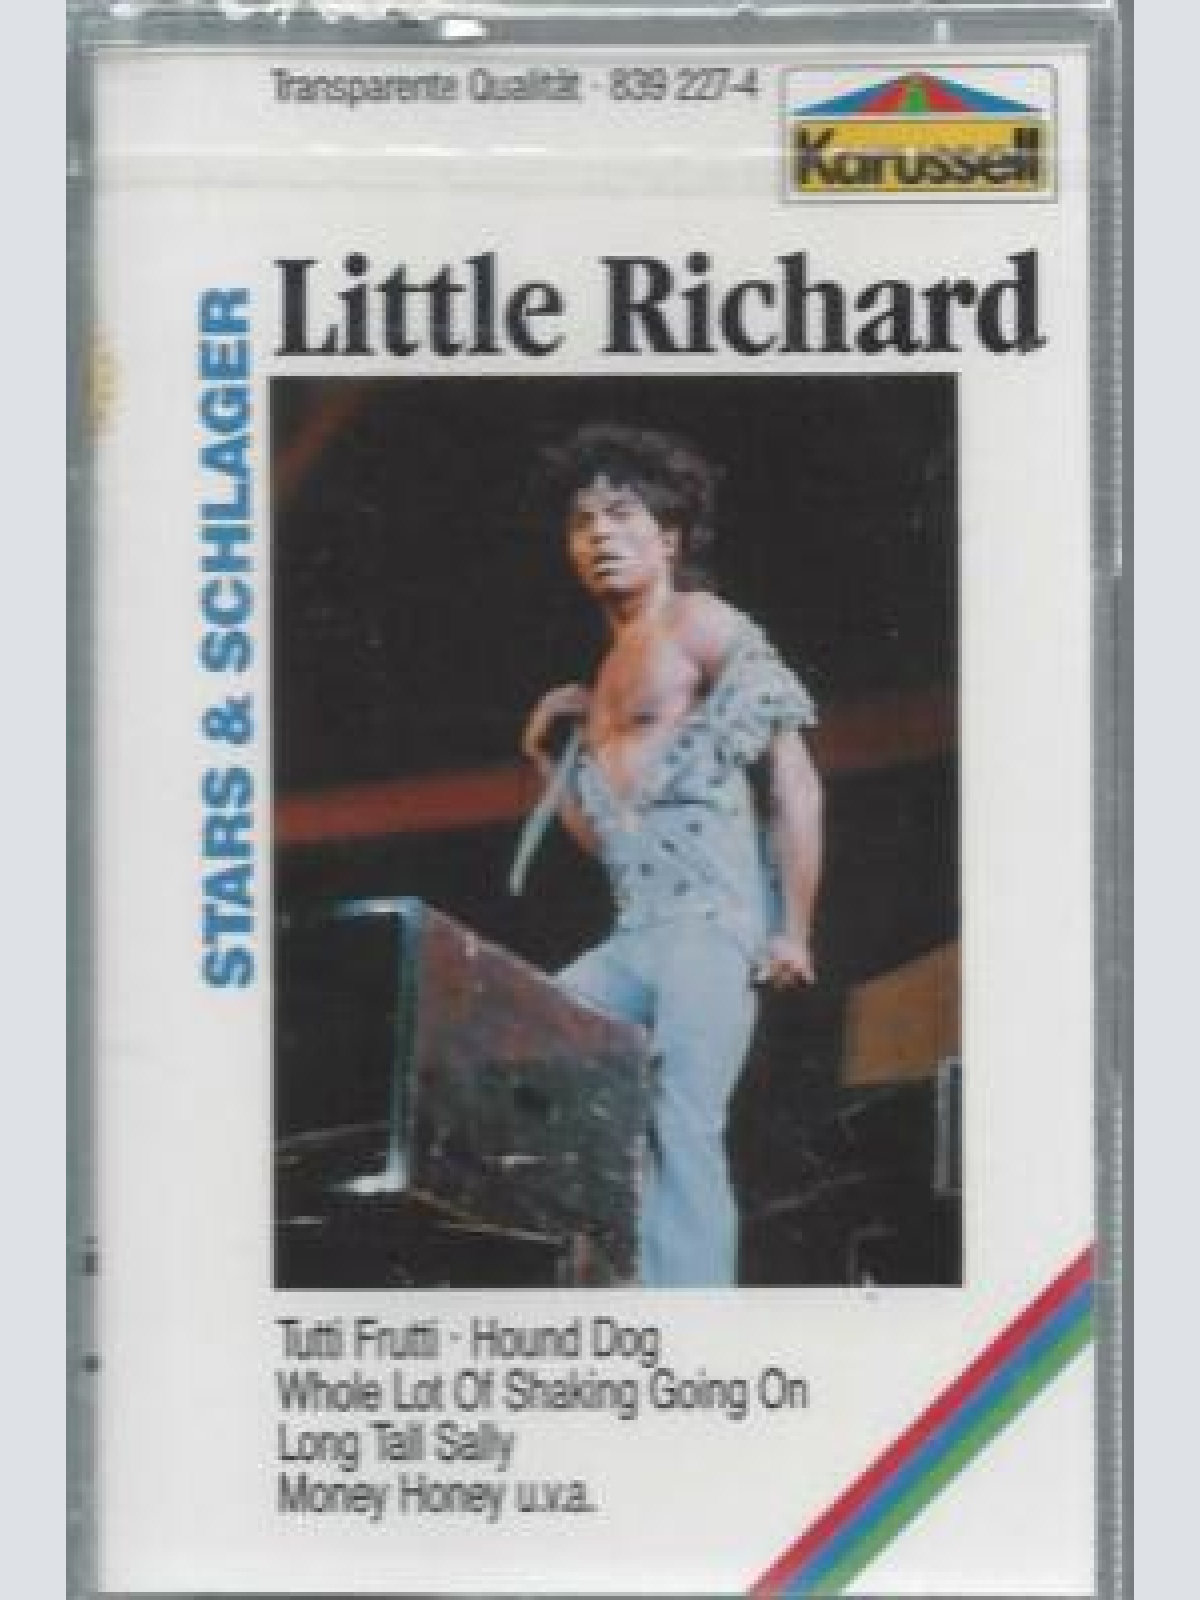 Transparente Qualität · 839 227-4
Karussell
Little Richard
STARS & SCHLAGER
Tutti Frutti · Hound Dog
Whole Lot Of Shaking Going On
Long Tall Sally
Money Honey u.v.a.